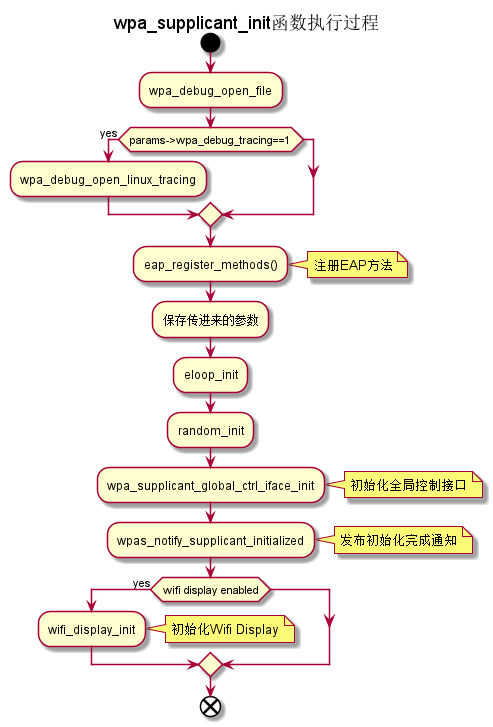 wpa_supplicant_init函数执行过程
wpa_debug_open_file
yes
params->wpa_debug_tracing==1
wpa_debug_open_linux_tracing
eap_register_methods()
注册EAP方法
保存传进来的参数
eloop_init
random_init
wpa_supplicant_global_ctrl_iface_init
初始化全局控制接口
wpas_notify_supplicant_initialized
发布初始化完成通知
yes
wifi display enabled
wifi_display_init
初始化Wifi Display